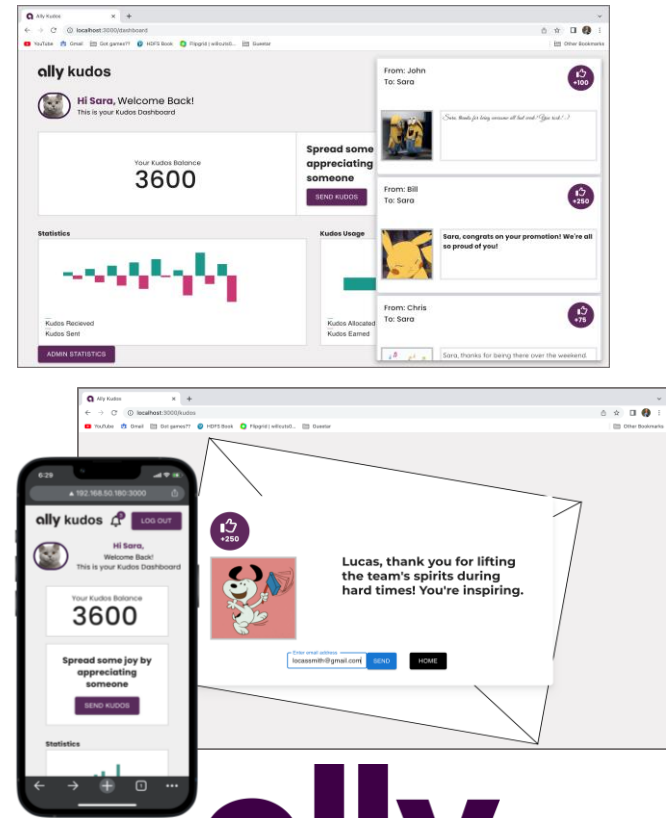 Ally Kudos
localhost:3000/dashboard
YouTube Gmail Got games?? HDFS Book Flipgrid | willcutsll... Guestar Other Bookmarks
ally kudos
Hi Sara, Welcome Back!
This is your Kudos Dashboard
Your Kudos Balance
3600
Spread some
appreciating
someone
SEND KUDOS
Statistics
Kudos Recieved
Kudos Sent
ADMIN STATISTICS
Kudos Usage
Kudos Allocated
Kudos Earned
From: John
To: Sara
+100
From: Bill
To: Sara
+250
Sara, congrats on your promotion! We're all
so proud of you!
From: Chris
To: Sara
+75
Sara, thanks for being there over the weekend.
Ally Kudos
localhost:3000/kudos
YouTube Gmail Got games?? HDFS Book Flipgrid | willcutsll... Guestar Other Bookmarks
+250
Lucas, thank you for lifting
the team's spirits during
hard times! You're inspiring.
Enter email address
locassmith@gmail.com SEND HOME
6:29
192.168.50.180:3000
ally kudos LOG OUT
Hi Sara,
Welcome Back!
This is your Kudos Dashboard
Your Kudos Balance
3600
Spread some joy by
appreciating
someone
SEND KUDOS
Statistics
ally